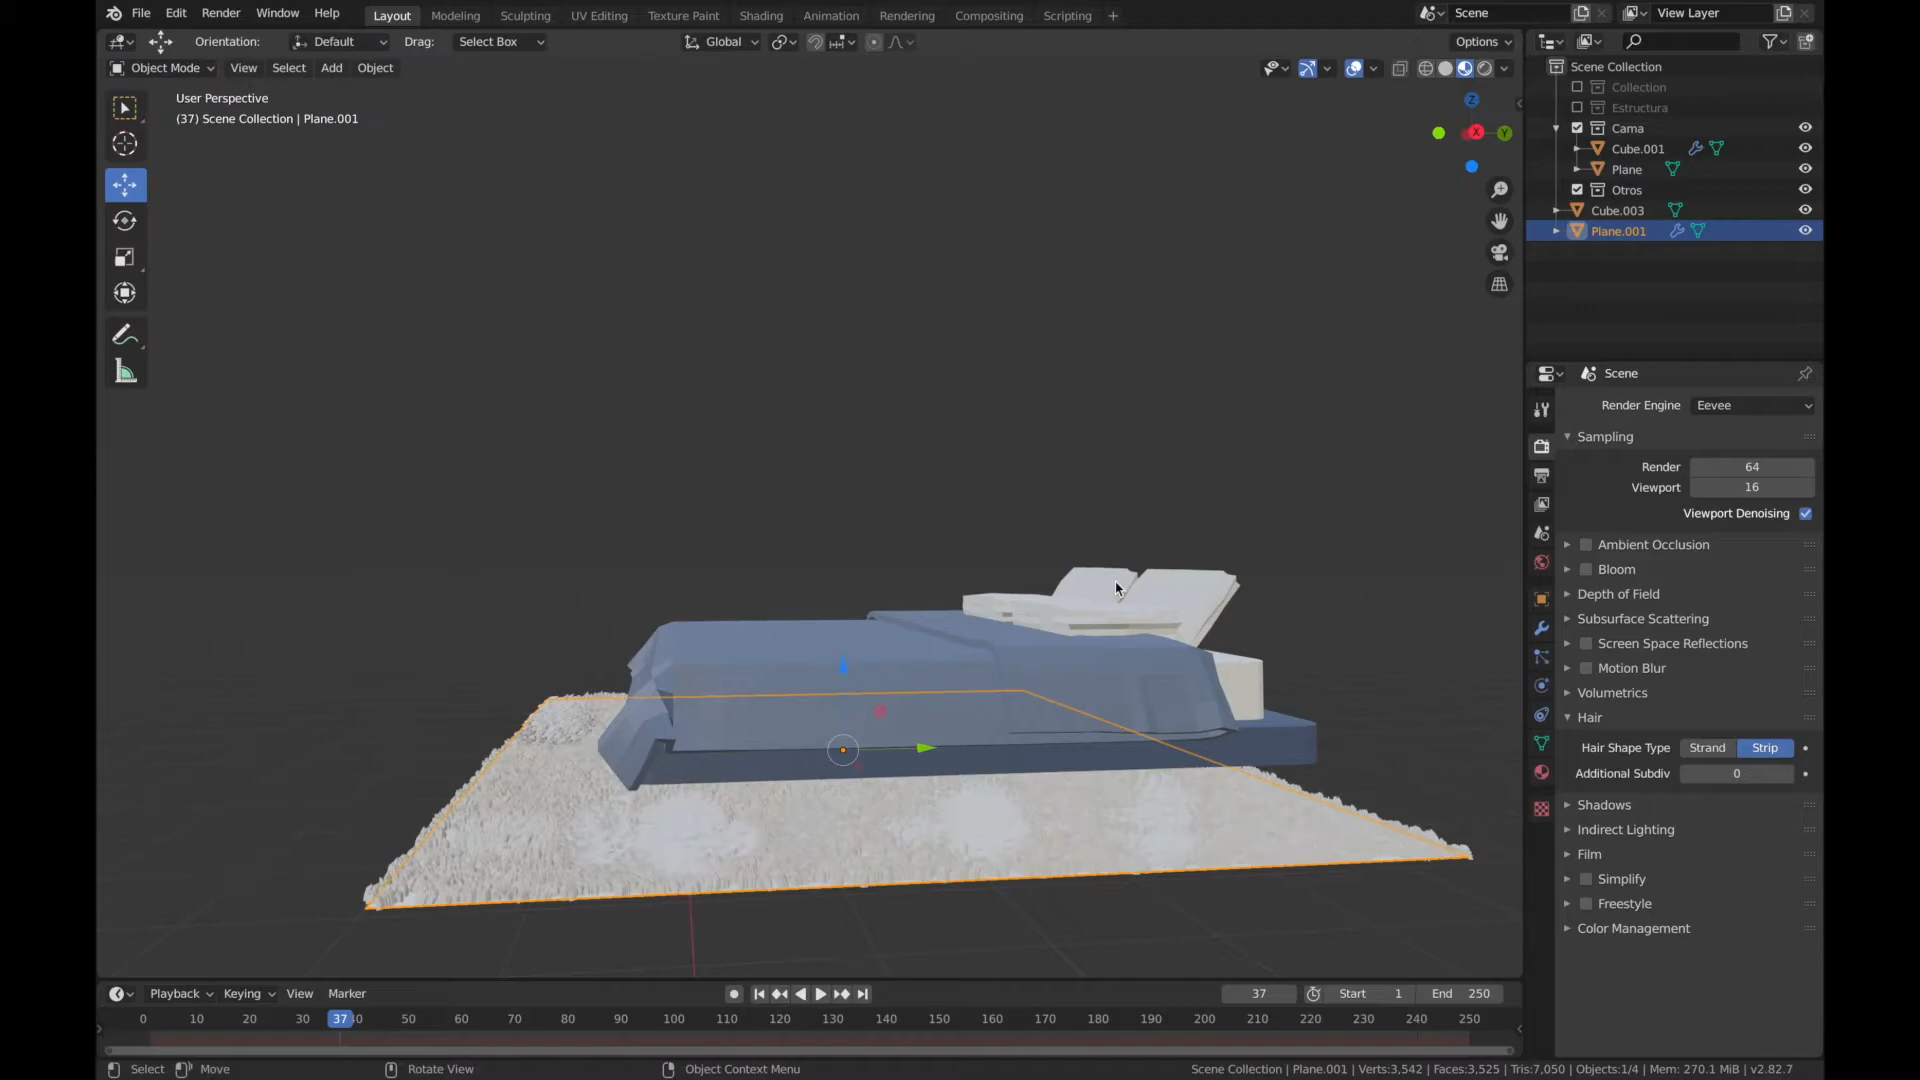 File Edit Render Window Help Layout Modeling Sculpting UV Editing Texture Paint Shading Animation Rendering Compositing Scripting + Scene View Layer
Orientation: Default Drag: Select Box Global Options
Object Mode View Select Add Object
User Perspective
(37) Scene Collection | Plane.001
Z
X
Y
Scene Collection
Collection
Estructura
Cama
Cube.001
Plane
Otros
Cube.003
Plane.001
Scene
Render Engine Eevee
Sampling
Render 64
Viewport 16
Viewport Denoising
Ambient Occlusion
Bloom
Depth of Field
Subsurface Scattering
Screen Space Reflections
Motion Blur
Volumetrics
Hair
Hair Shape Type Strand Strip
Additional Subdiv 0
Shadows
Indirect Lighting
Film
Simplify
Freestyle
Color Management
Playback Keying View Marker 37 Start 1 End 250
0 10 20 30 37 40 50 60 70 80 90 100 110 120 130 140 150 160 170 180 190 200 210 220 230 240 250
Select Move Rotate View Object Context Menu Scene Collection | Plane.001 | Verts:3,542 | Faces:3,525 | Tris:7,050 | Objects:1/4 | Mem: 270.1 MiB | v2.82.7